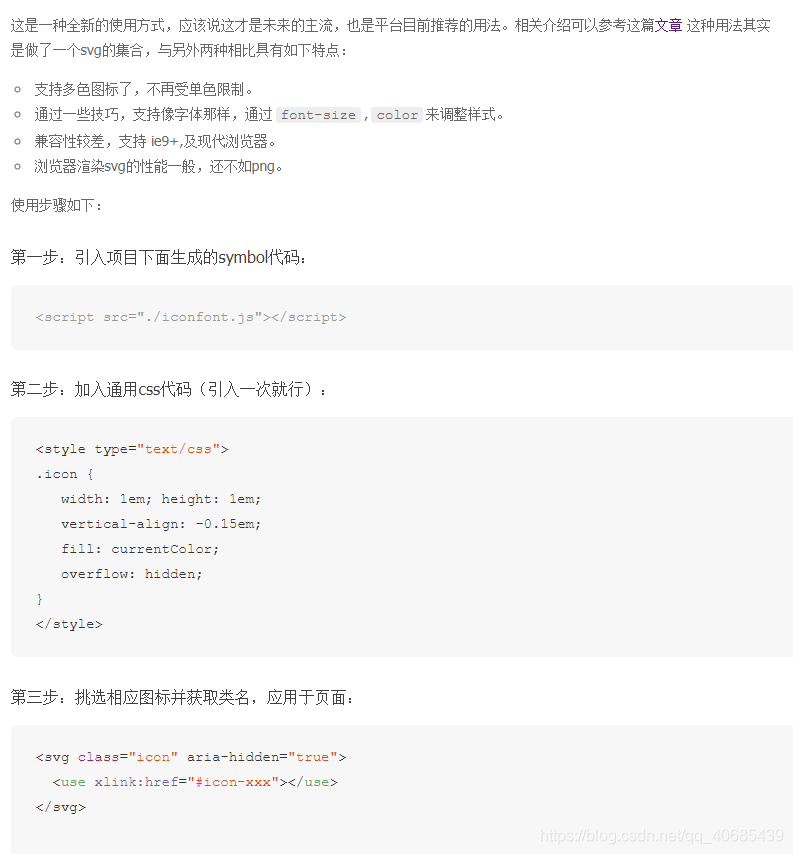 这是一种全新的使用方式，应该说这才是未来的主流，也是平台目前推荐的用法。相关介绍可以参考这篇文章 这种用法其实
是做了一个svg的集合，与另外两种相比具有如下特点：
支持多色图标了，不再受单色限制。
通过一些技巧，支持像字体那样，通过 font-size , color 来调整样式。
兼容性较差，支持 ie9+,及现代浏览器。
浏览器渲染svg的性能一般，还不如png。
使用步骤如下：
第一步：引入项目下面生成的symbol代码：
<script src="./iconfont.js"></script>
第二步：加入通用css代码（引入一次就行）：
<style type="text/css">
.icon {
   width: 1em; height: 1em;
   vertical-align: -0.15em;
   fill: currentColor;
   overflow: hidden;
}
</style>
第三步：挑选相应图标并获取类名，应用于页面：
<svg class="icon" aria-hidden="true">
  <use xlink:href="#icon-xxx"></use>
</svg>
https://blog.csdn.net/qq_40685439